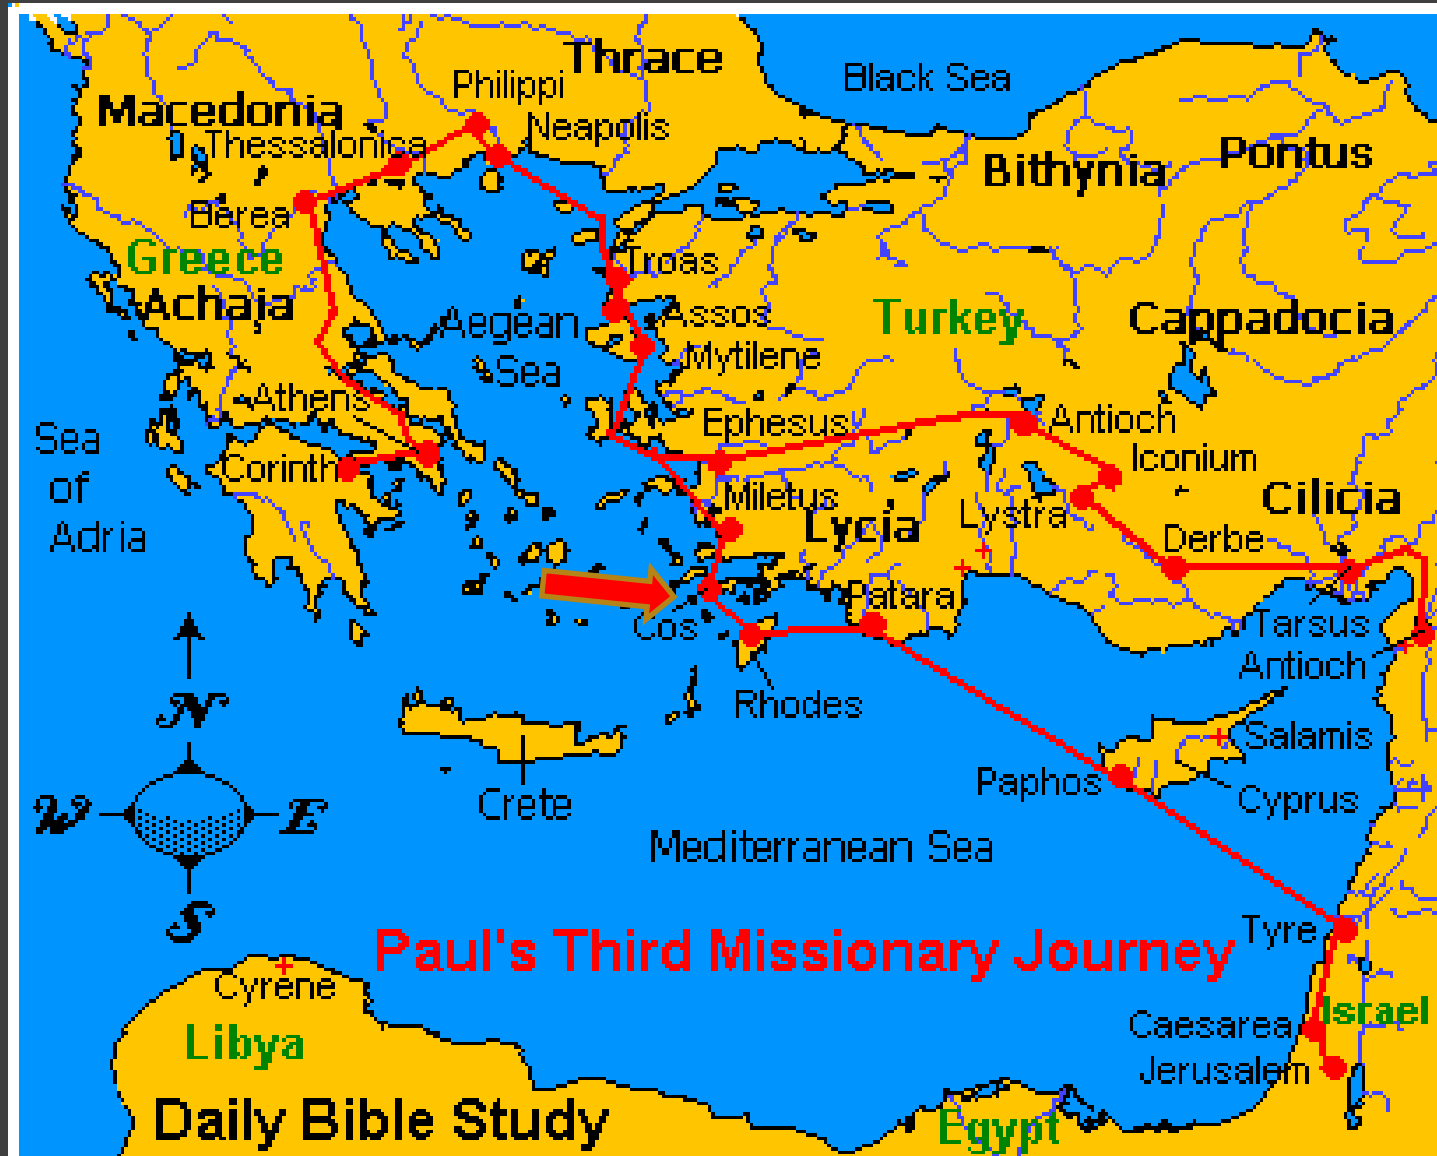 Thrace
Black Sea
Philippi
Macedonia
Neapolis
Thessalonica
Pontus
Bithynia
Berea
Greece
Troas
Achaia
Assos
Turkey
Cappadocia
Aegean
Sea
Mytilene
Athens
Ephesus
Antioch
Sea
of
Adria
Corinth
Iconium
Miletus
Cilicia
Lycia
Lystra
Derbe
Patara
Cos
Tarsus
Antioch
Rhodes
N
Salamis
Paphos
Cyprus
Crete
W
E
Mediterranean Sea
S
Tyre
Paul's Third Missionary Journey
Cyrene
Israel
Caesarea
Libya
Jerusalem
Daily Bible Study
Egypt